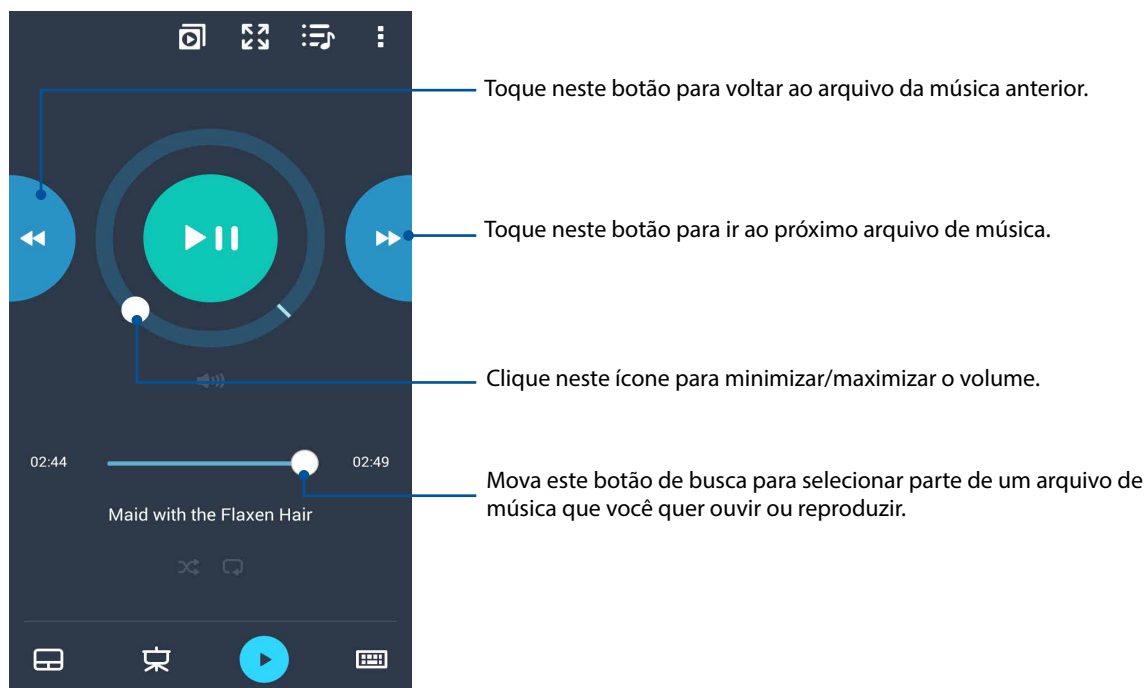 Toque neste botão para voltar ao arquivo da música anterior.
Toque neste botão para ir ao próximo arquivo de música.
Clique neste ícone para minimizar/maximizar o volume.
02:44
02:49
Mova este botão de busca para selecionar parte de um arquivo de
música que você quer ouvir ou reproduzir.
Maid with the Flaxen Hair